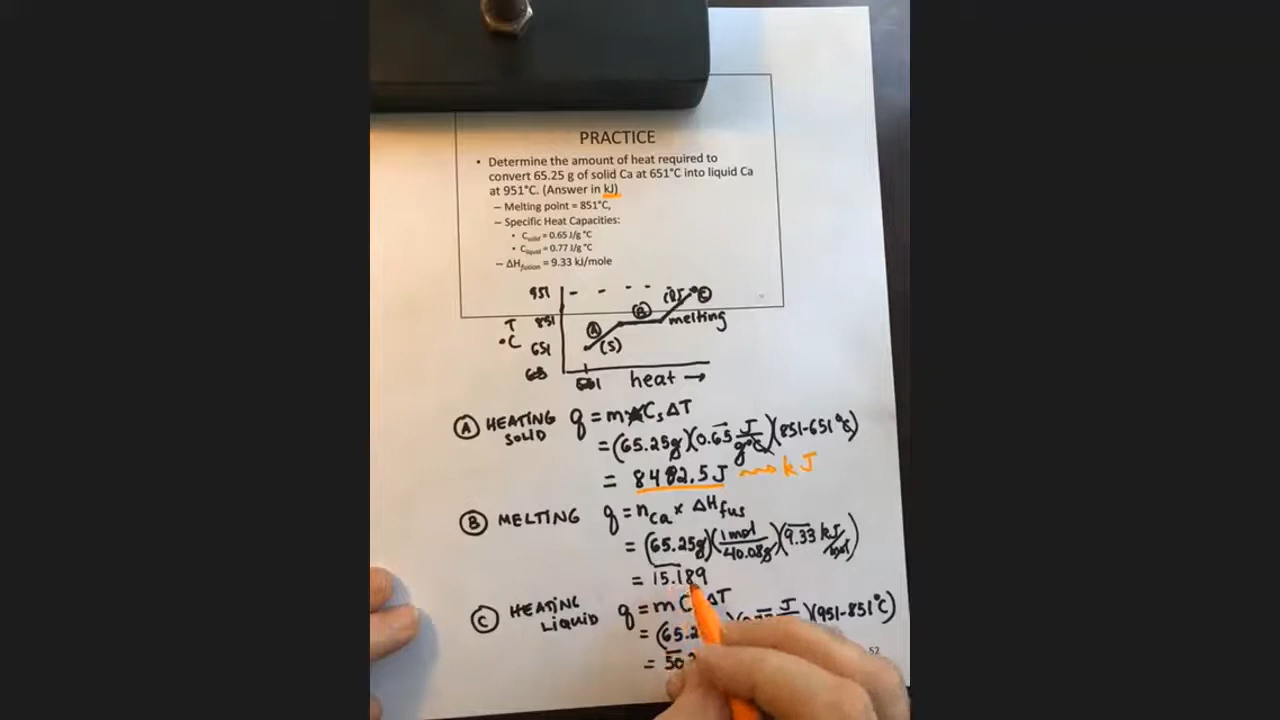 PRACTICE
• Determine the amount of heat required to
convert 65.25 g of solid Ca at 651°C into liquid Ca
at 951°C. (Answer in kJ)
– Melting point = 851°C,
– Specific Heat Capacities:
• Csolid = 0.65 J/g °C
• Cliquid = 0.77 J/g °C
– ΔHfusion = 9.33 kJ/mole
951
T 851
°C 651
(A) (S)
(B) melting
(C)
heat →
(A) HEATING SOLID q = m Cs ΔT
= (65.25g)(0.65 J/g°C)(851-651°C)
= 8482.5 J → kJ
(B) MELTING q = nCa × ΔHfus
= (65.25g)(1mol/40.08g)(9.33 kJ/mol)
= 15.189
(C) HEATING LIQUID q = m C ΔT
= (65.2 J )(951-851°C)
= 50
52